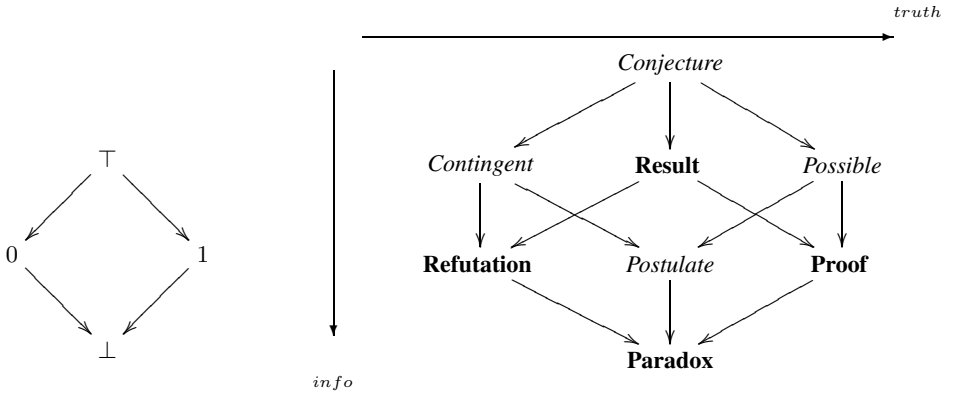 truth
Conjecture
⊤
Contingent Result Possible
0 1
Refutation Postulate Proof
⊥
Paradox
info